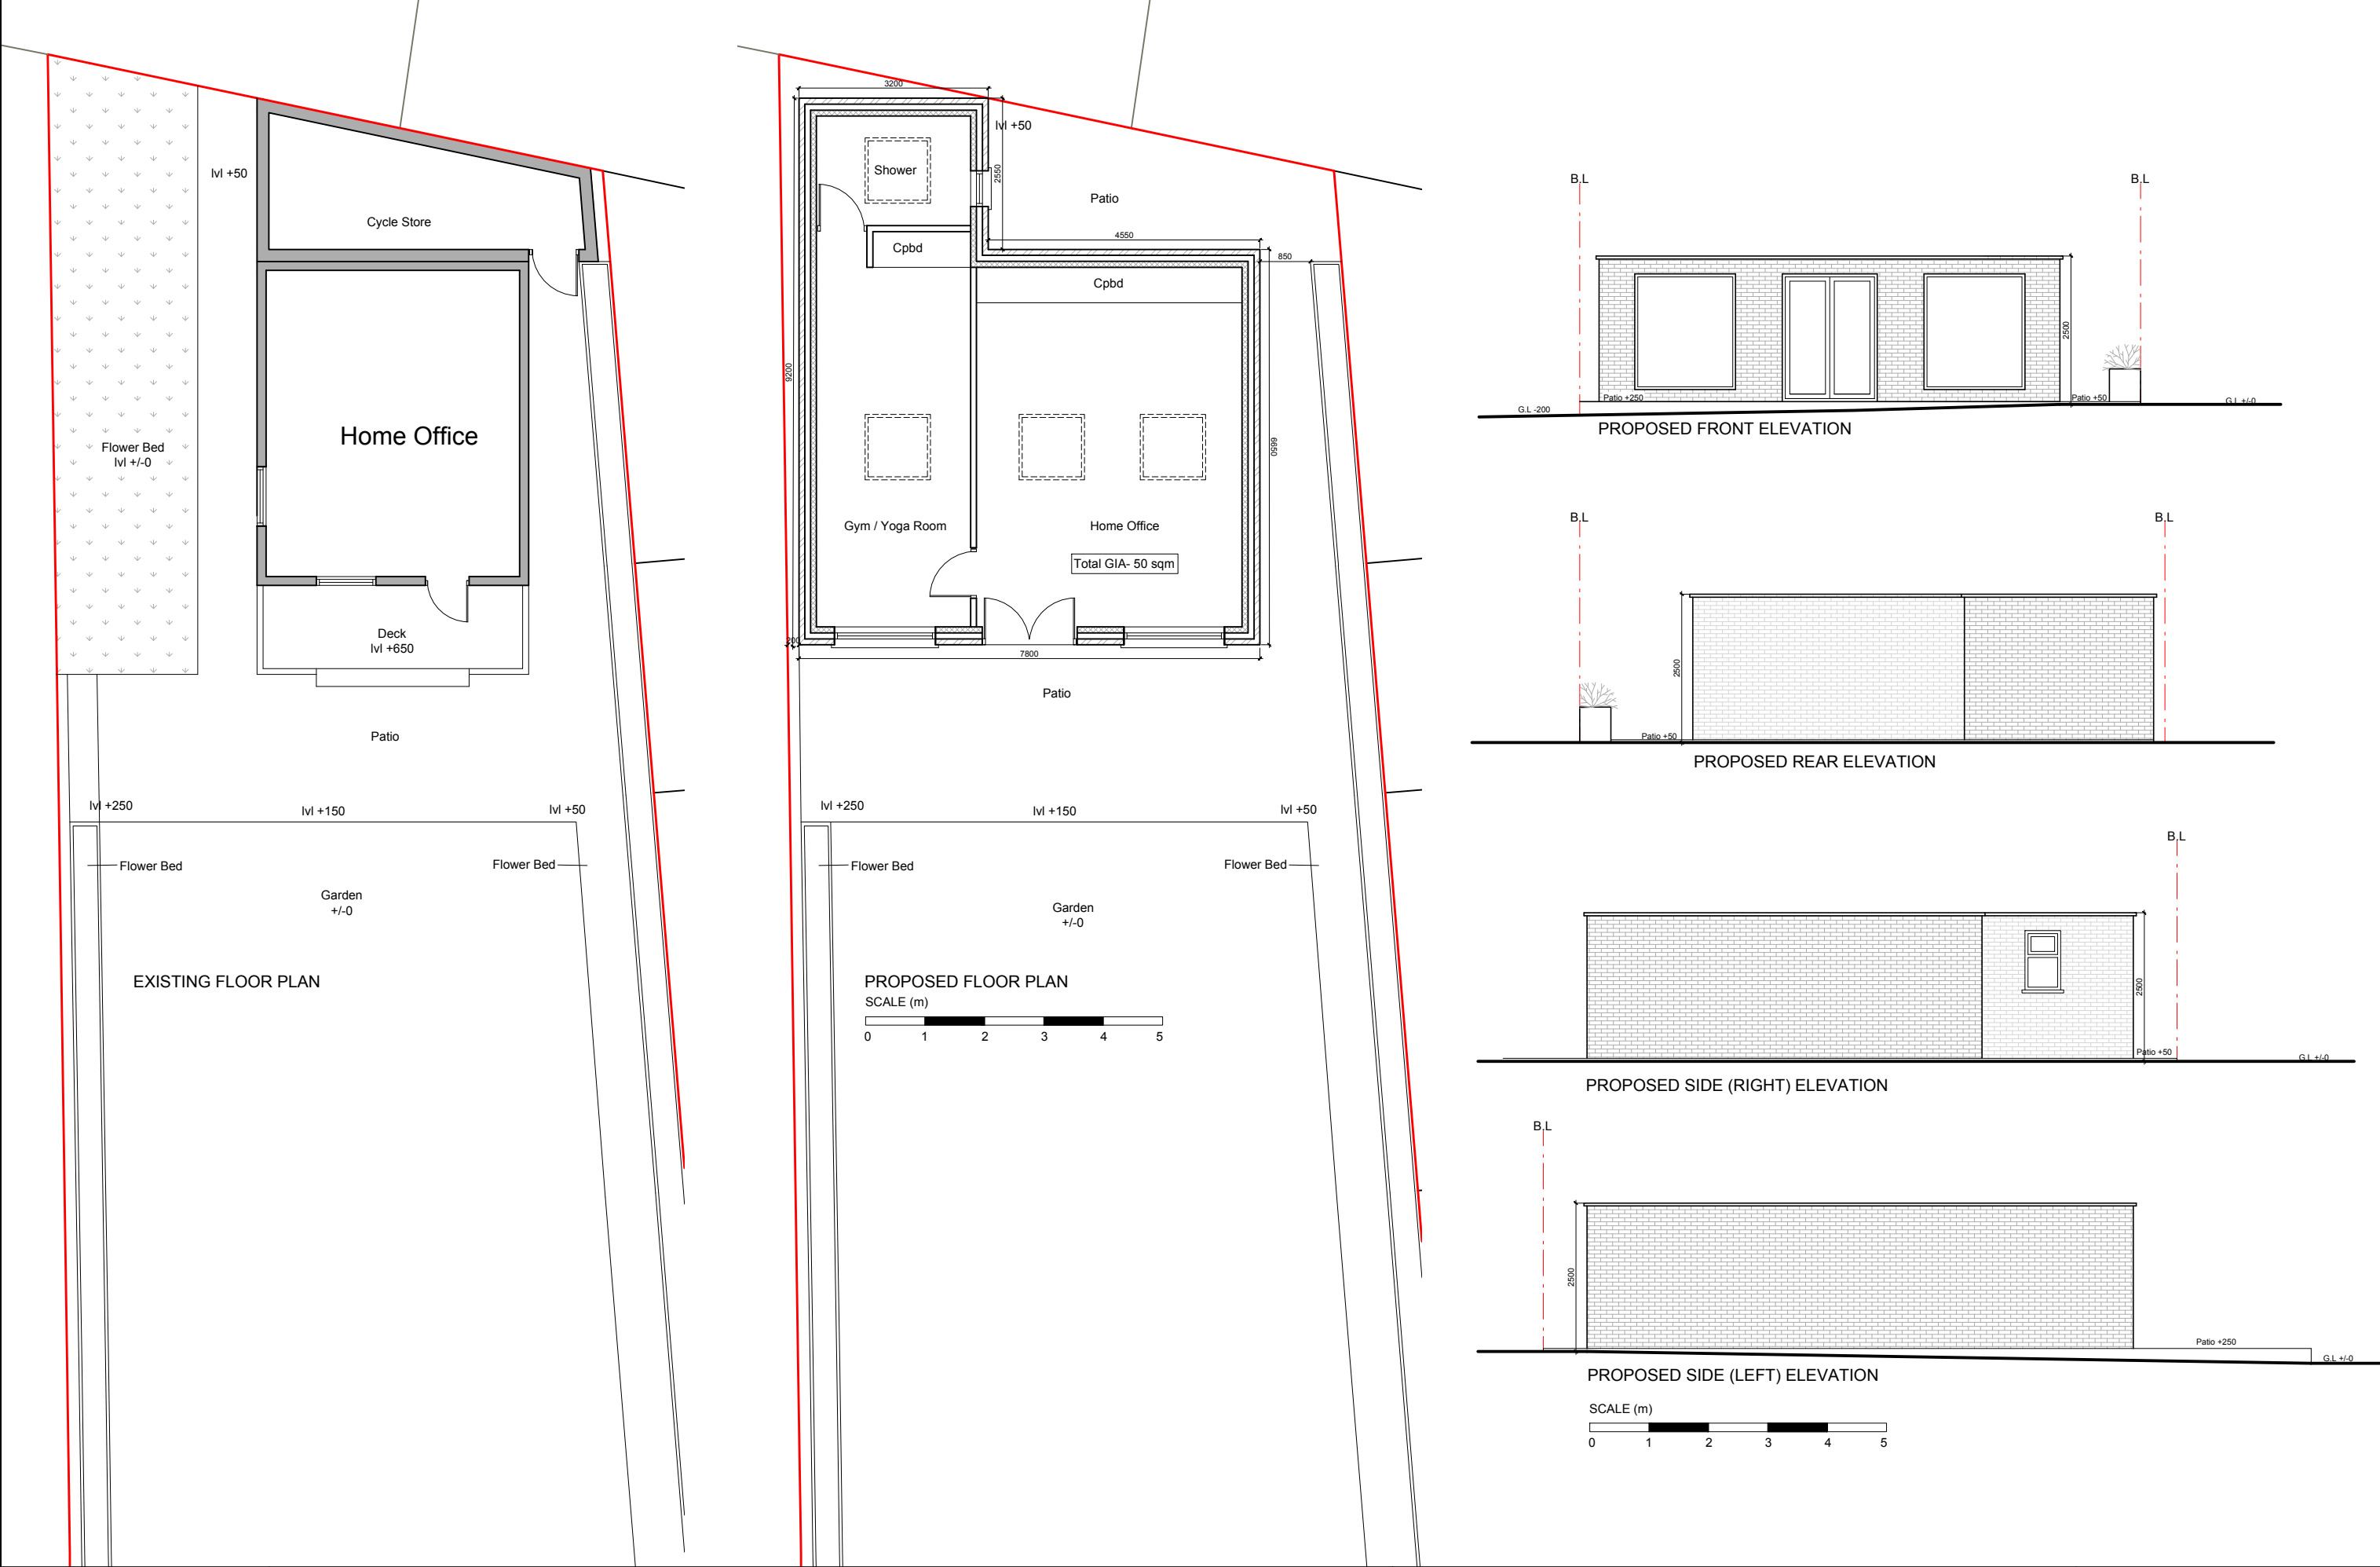 lvl +50
Cycle Store
Home Office
Flower Bed
lvl +/-0
Deck
lvl +650
Patio
lvl +250
lvl +150
lvl +50
Flower Bed
Flower Bed
Garden
+/-0
EXISTING FLOOR PLAN
3200
lvl +50
Shower
2550
Patio
4550
Cpbd
850
Cpbd
9200
6650
Gym / Yoga Room
Home Office
Total GIA- 50 sqm
200
7800
Patio
lvl +250
lvl +150
lvl +50
Flower Bed
Flower Bed
Garden
+/-0
PROPOSED FLOOR PLAN
SCALE (m)
0 1 2 3 4 5
B.L
B.L
2500
Patio +250
Patio +50
G.L -200
G.L +/-0
PROPOSED FRONT ELEVATION
B.L
B.L
2500
Patio +50
PROPOSED REAR ELEVATION
B.L
2500
Patio +50
G.L +/-0
PROPOSED SIDE (RIGHT) ELEVATION
B.L
2500
Patio +250
G.L +/-0
PROPOSED SIDE (LEFT) ELEVATION
SCALE (m)
0 1 2 3 4 5